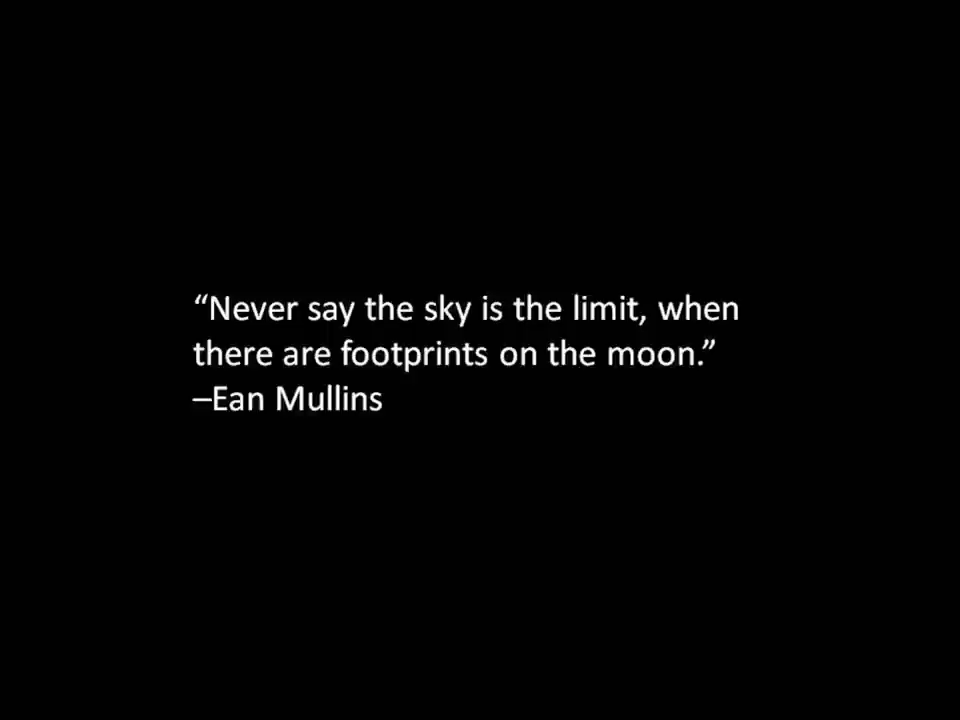 “Never say the sky is the limit, when
there are footprints on the moon.”
–Ean Mullins